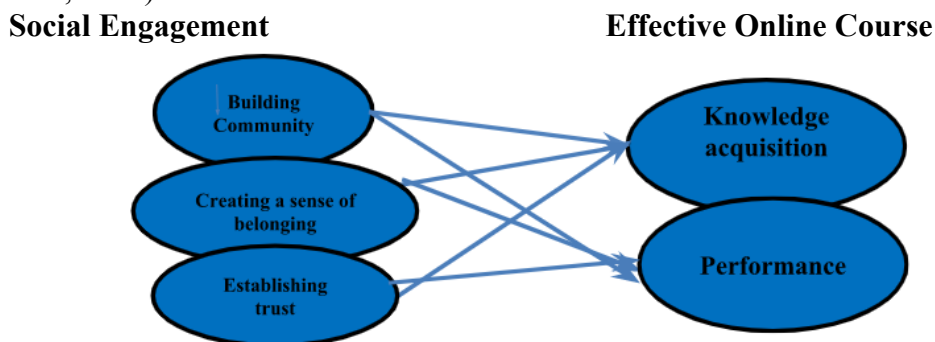 Social Engagement
Effective Online Course
Building
Community
Creating a sense of
belonging
Establishing
trust
Knowledge
acquisition
Performance